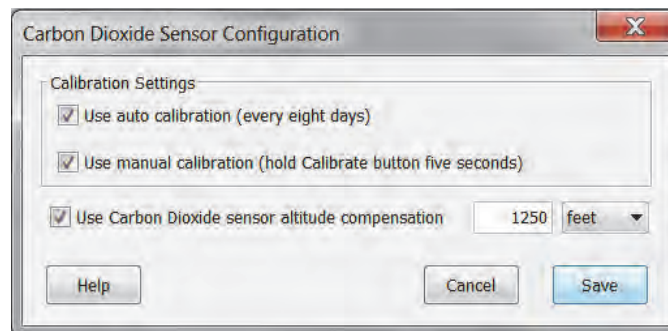 Carbon Dioxide Sensor Configuration
Calibration Settings
Use auto calibration (every eight days)
Use manual calibration (hold Calibrate button five seconds)
Use Carbon Dioxide sensor altitude compensation 1250 feet
Help Cancel Save